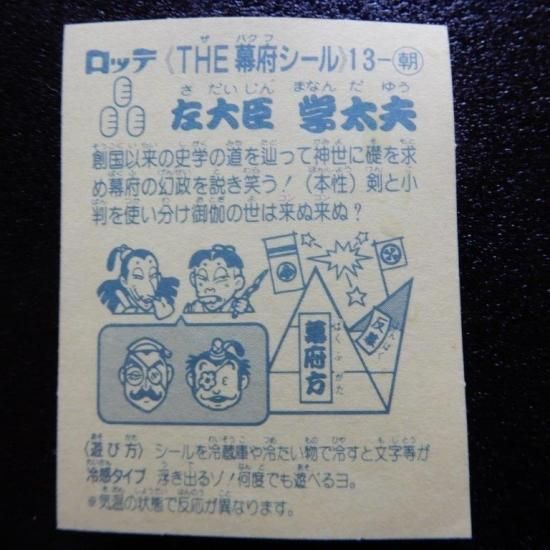 ロッテ《THE幕府シール》13-朝
左大臣 学太夫
創国以来の史学の道を辿って神世に礎を求
め幕府の幻政を説き笑う!(本性)剣と小
判を使い分け御伽の世は来ぬ来ぬ?
幕府方
反幕
〈遊び方〉シールを冷蔵庫や冷たい物で冷すと文字等が
冷感タイプ 浮き出るゾ!何度でも遊べるヨ。
※気温の状態で反応が異なります。